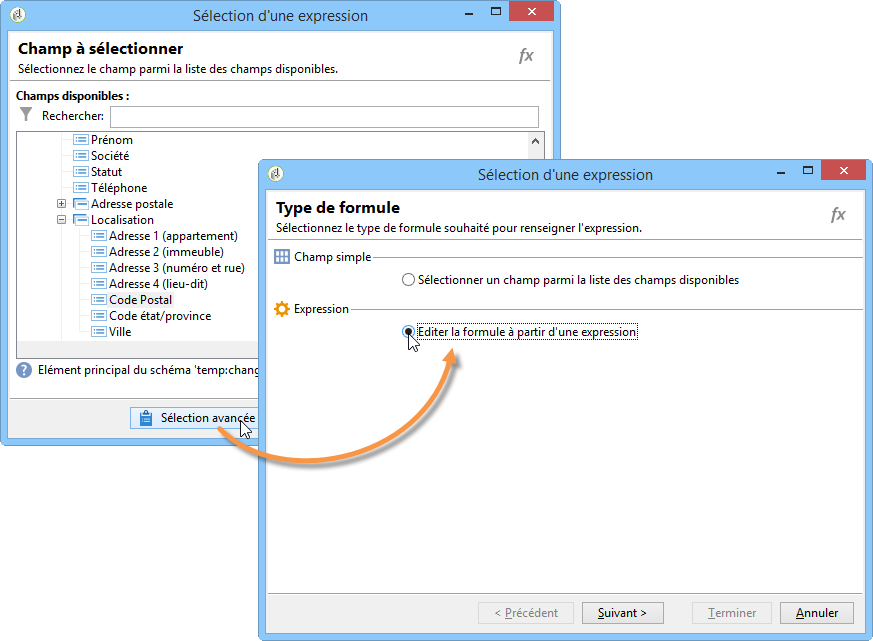 Sélection d'une expression
Champ à sélectionner
Sélectionnez le champ parmi la liste des champs disponibles.
fx
Champs disponibles :
Rechercher:
Prénom
Société
Statut
Téléphone
Adresse postale
Localisation
Adresse 1 (appartement)
Adresse 2 (immeuble)
Adresse 3 (numéro et rue)
Adresse 4 (lieu-dit)
Code Postal
Code état/province
Ville
Elément principal du schéma 'temp:chang
Sélection avancée
Sélection d'une expression
Type de formule
Sélectionnez le type de formule souhaité pour renseigner l'expression.
fx
Champ simple
Sélectionner un champ parmi la liste des champs disponibles
Expression
Editer la formule à partir d'une expression
< Précédent
Suivant >
Terminer
Annuler